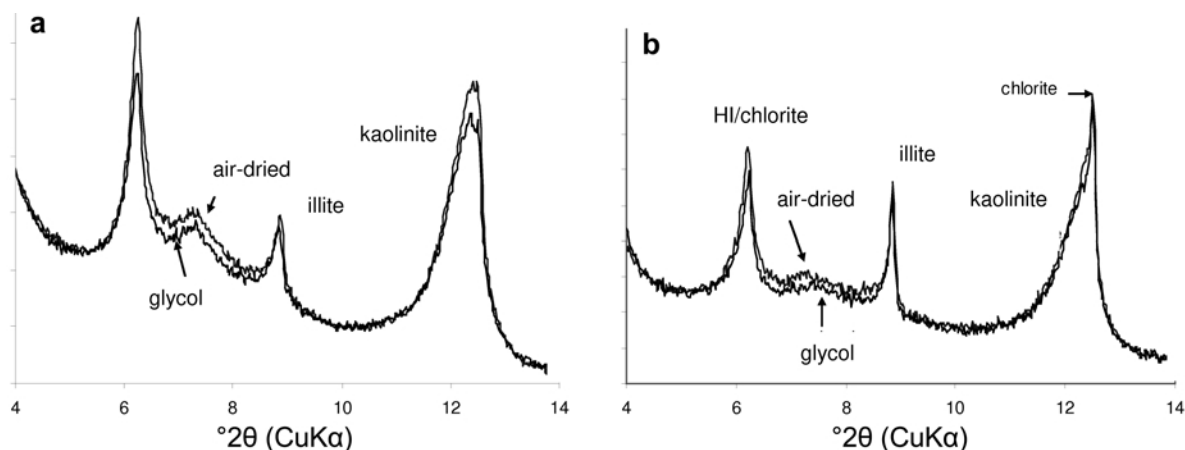 a
air-dried
illite
kaolinite
glycol
4 6 8 10 12 14
°2θ (CuKα)
b
chlorite
HI/chlorite
illite
air-dried
kaolinite
glycol
4 6 8 10 12 14
°2θ (CuKα)